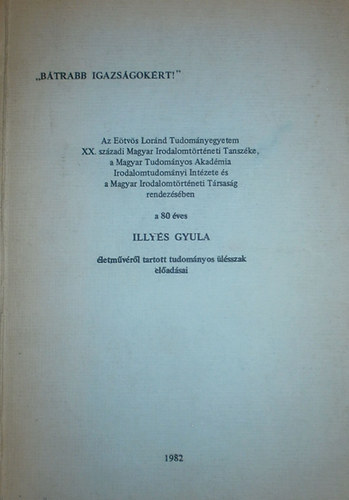 „BÁTRABB IGAZSÁGOKÉRT!”
Az Eötvös Loránd Tudományegyetem
XX. századi Magyar Irodalomtörténeti Tanszéke,
a Magyar Tudományos Akadémia
Irodalomtudományi Intézete és
a Magyar Irodalomtörténeti Társaság
rendezésében
a 80 éves
ILLYÉS GYULA
életművéről tartott tudományos ülésszak
előadásai
1982